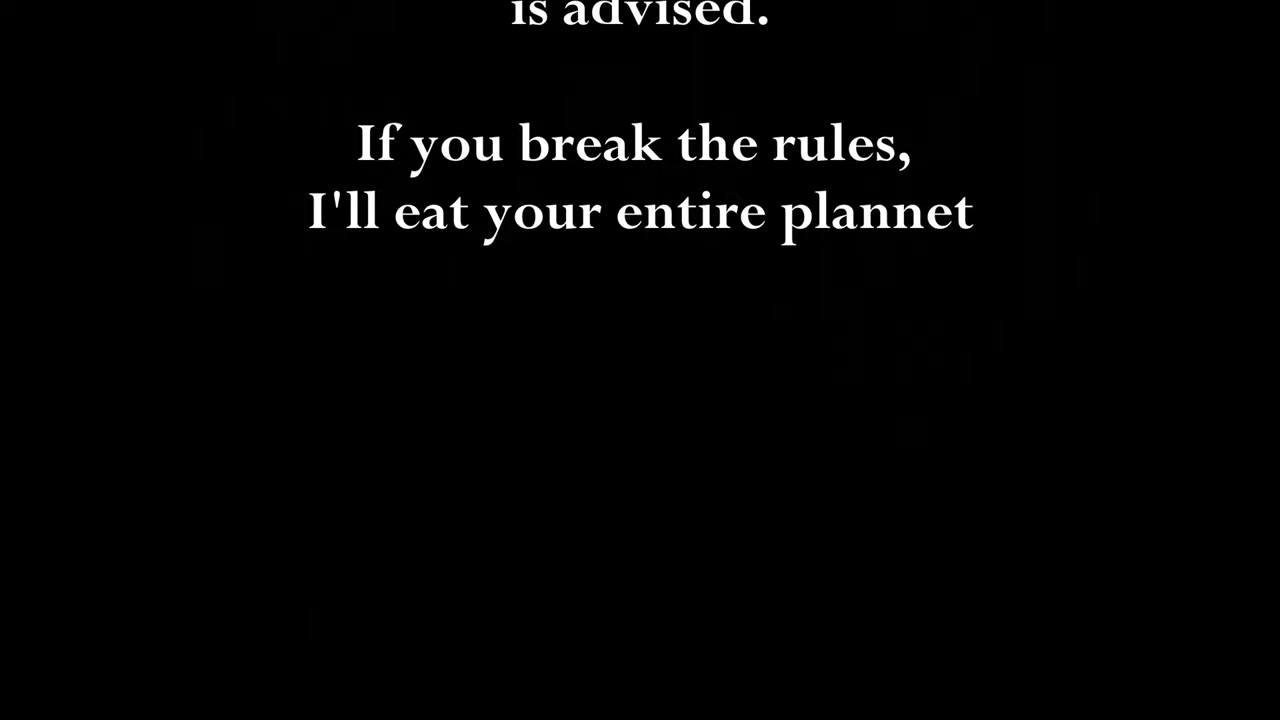 is advised.
If you break the rules,
I'll eat your entire plannet